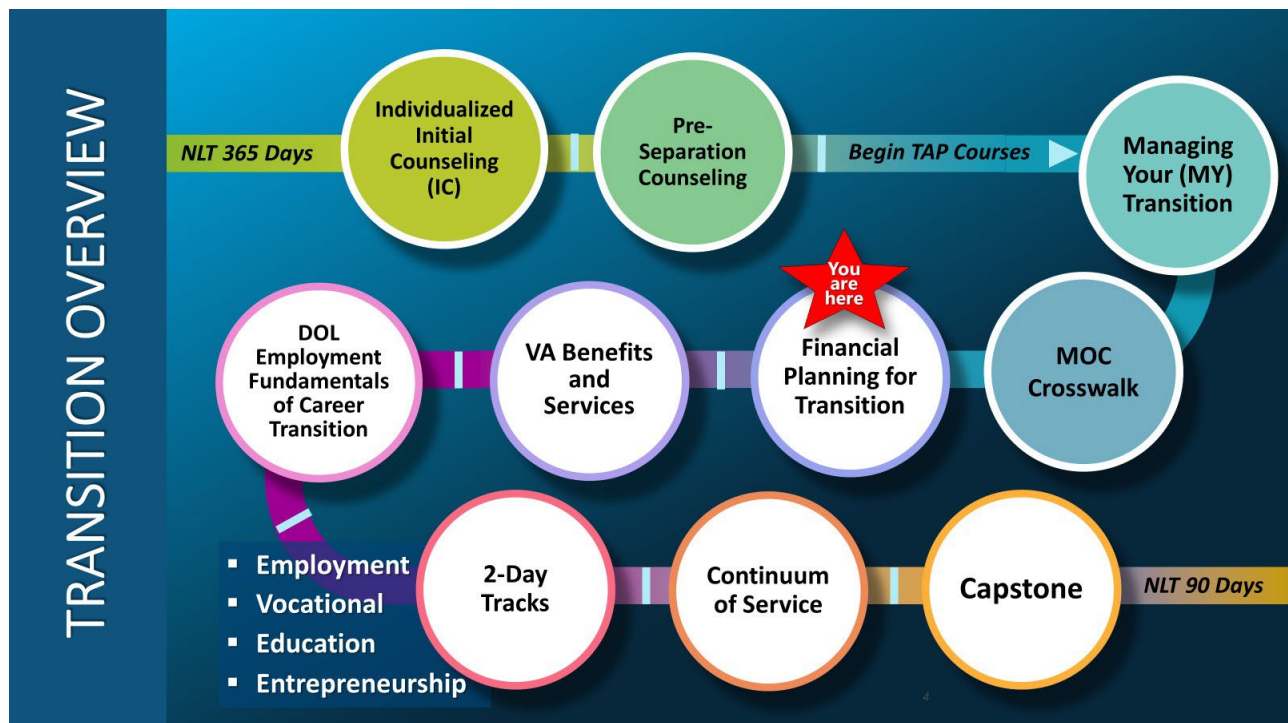 TRANSITION OVERVIEW
NLT 365 Days
Individualized
Initial
Counseling
(IC)
Pre-
Separation
Counseling
Begin TAP Courses
Managing
Your (MY)
Transition
MOC
Crosswalk
You
are
here
Financial
Planning for
Transition
VA Benefits
and
Services
DOL
Employment
Fundamentals
of Career
Transition
▪ Employment
▪ Vocational
▪ Education
▪ Entrepreneurship
2-Day
Tracks
Continuum
of Service
Capstone
NLT 90 Days
4